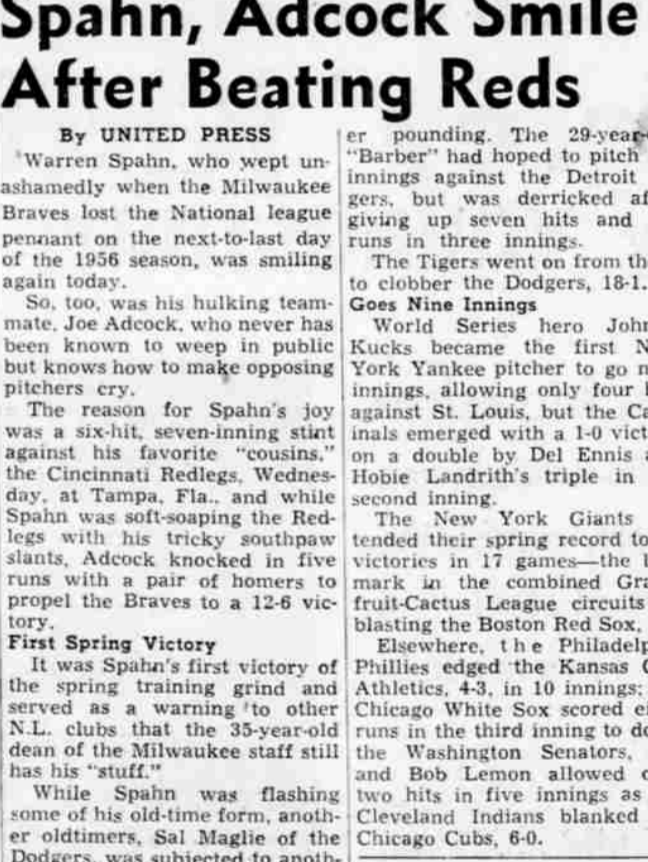 Spahn, Adcock Smile
After Beating Reds
By UNITED PRESS
Warren Spahn, who wept un-
ashamedly when the Milwaukee
Braves lost the National league
pennant on the next-to-last day
of the 1956 season, was smiling
again today.
So, too, was his hulking team-
mate, Joe Adcock, who never has
been known to weep in public
but knows how to make opposing
pitchers cry.
The reason for Spahn's joy
was a six-hit, seven-inning stint
against his favorite "cousins,"
the Cincinnati Redlegs, Wednes-
day, at Tampa, Fla., and while
Spahn was soft-soaping the Red-
legs with his tricky southpaw
slants, Adcock knocked in five
runs with a pair of homers to
propel the Braves to a 12-6 vic-
tory.
First Spring Victory
It was Spahn's first victory of
the spring training grind and
served as a warning to other
N.L. clubs that the 35-year-old
dean of the Milwaukee staff still
has his "stuff."
While Spahn was flashing
some of his old-time form, anoth-
er oldtimers, Sal Maglie of the
Dodgers, was subjected to anoth-
er pounding. The 29-year-
"Barber" had hoped to pitch
innings against the Detroit
gers, but was derricked af
giving up seven hits and
runs in three innings.
The Tigers went on from th
to clobber the Dodgers, 18-1.
Goes Nine Innings
World Series hero John
Kucks became the first N
York Yankee pitcher to go n
innings, allowing only four
against St. Louis, but the Ca
inals emerged with a 1-0 vict
on a double by Del Ennis a
Hobie Landrith's triple in
second inning.
The New York Giants
tended their spring record to
victories in 17 games—the
mark in the combined Gra
fruit-Cactus League circuits
blasting the Boston Red Sox,
Elsewhere, the Philadelp
Phillies edged the Kansas C
Athletics, 4-3, in 10 innings;
Chicago White Sox scored ei
runs in the third inning to do
the Washington Senators,
and Bob Lemon allowed o
two hits in five innings as
Cleveland Indians blanked
Chicago Cubs, 6-0.